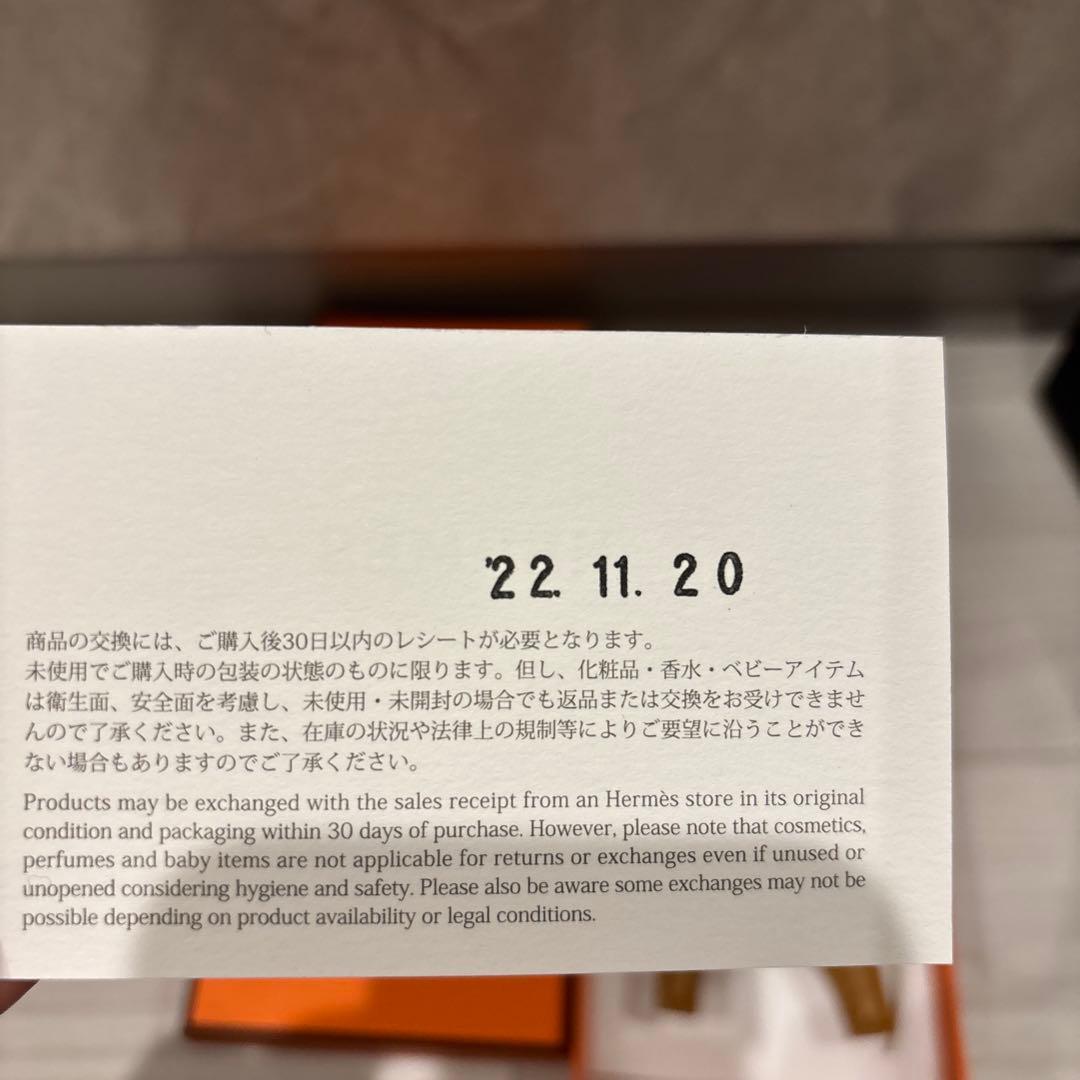 '22. 11. 20
商品の交換には、ご購入後30日以内のレシートが必要となります。
未使用でご購入時の包装の状態のものに限ります。但し、化粧品・香水・ベビーアイテム
は衛生面、安全面を考慮し、未使用・未開封の場合でも返品または交換をお受けできませ
んので了承ください。また、在庫の状況や法律上の規制等によりご要望に沿うことができ
ない場合もありますのでご了承ください。
Products may be exchanged with the sales receipt from an Hermès store in its original
condition and packaging within 30 days of purchase. However, please note that cosmetics,
perfumes and baby items are not applicable for returns or exchanges even if unused or
unopened considering hygiene and safety. Please also be aware some exchanges may not be
possible depending on product availability or legal conditions.